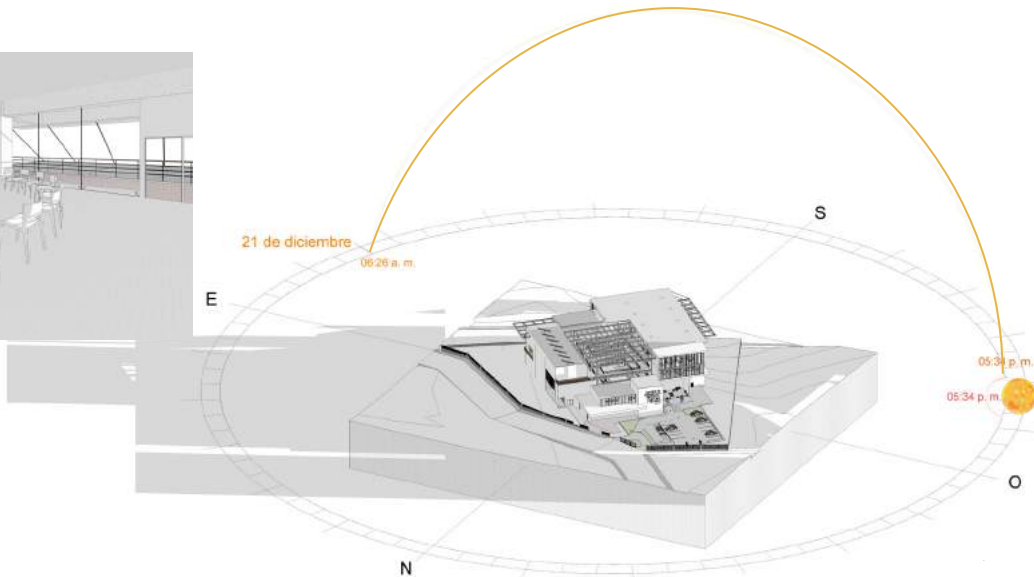 S
21 de diciembre
06:26 a. m.
E
05:34 p. m.
05:34 p. m.
O
N